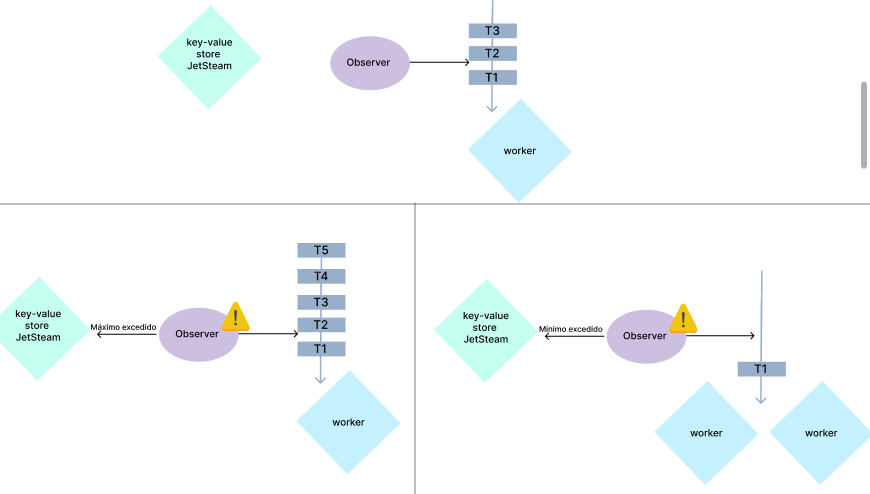 key-value
store
JetSteam
Observer
T3
T2
T1
worker
key-value
store
JetSteam
Máximo excedido
Observer
T5
T4
T3
T2
T1
worker
key-value
store
JetSteam
Mínimo excedido
Observer
T1
worker
worker